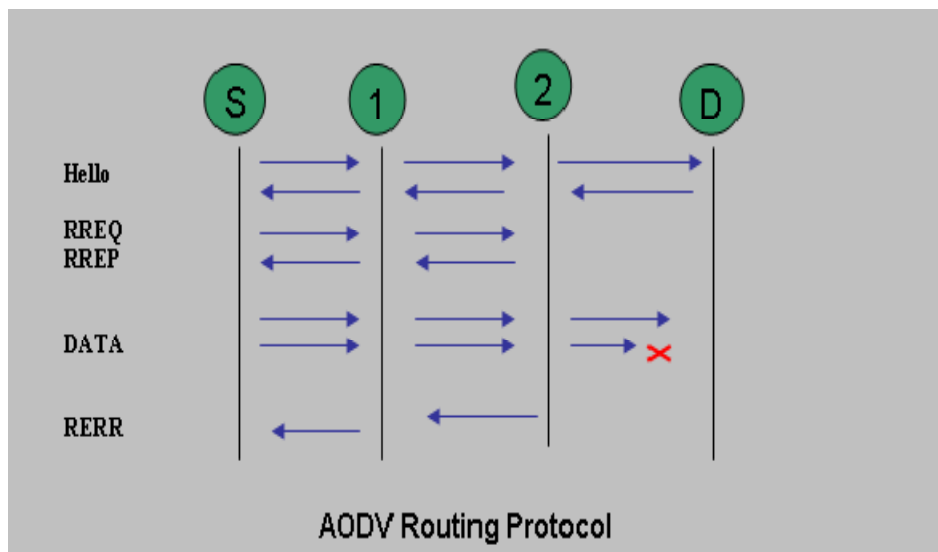 S 1 2 D
Hello
RREQ
RREP
DATA
RERR
AODV Routing Protocol